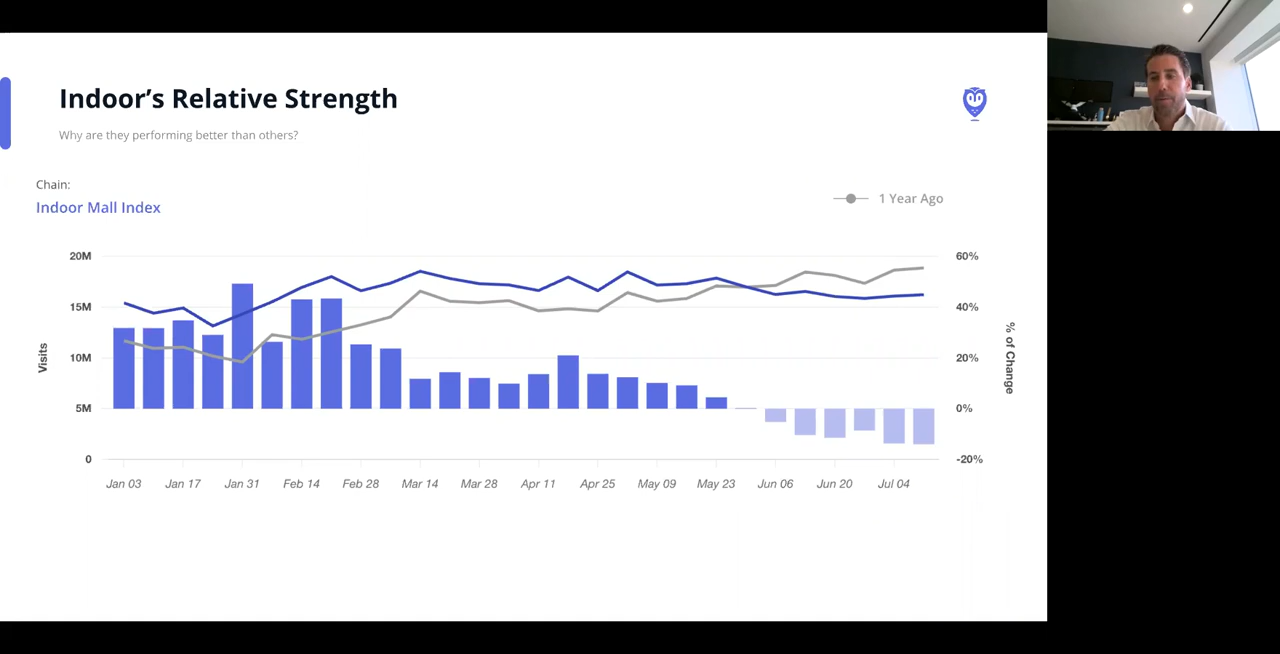 Indoor's Relative Strength
Why are they performing better than others?
Chain:
Indoor Mall Index
1 Year Ago
20M
15M
10M
5M
0
Visits
60%
40%
20%
0%
-20%
% of Change
Jan 03
Jan 17
Jan 31
Feb 14
Feb 28
Mar 14
Mar 28
Apr 11
Apr 25
May 09
May 23
Jun 06
Jun 20
Jul 04